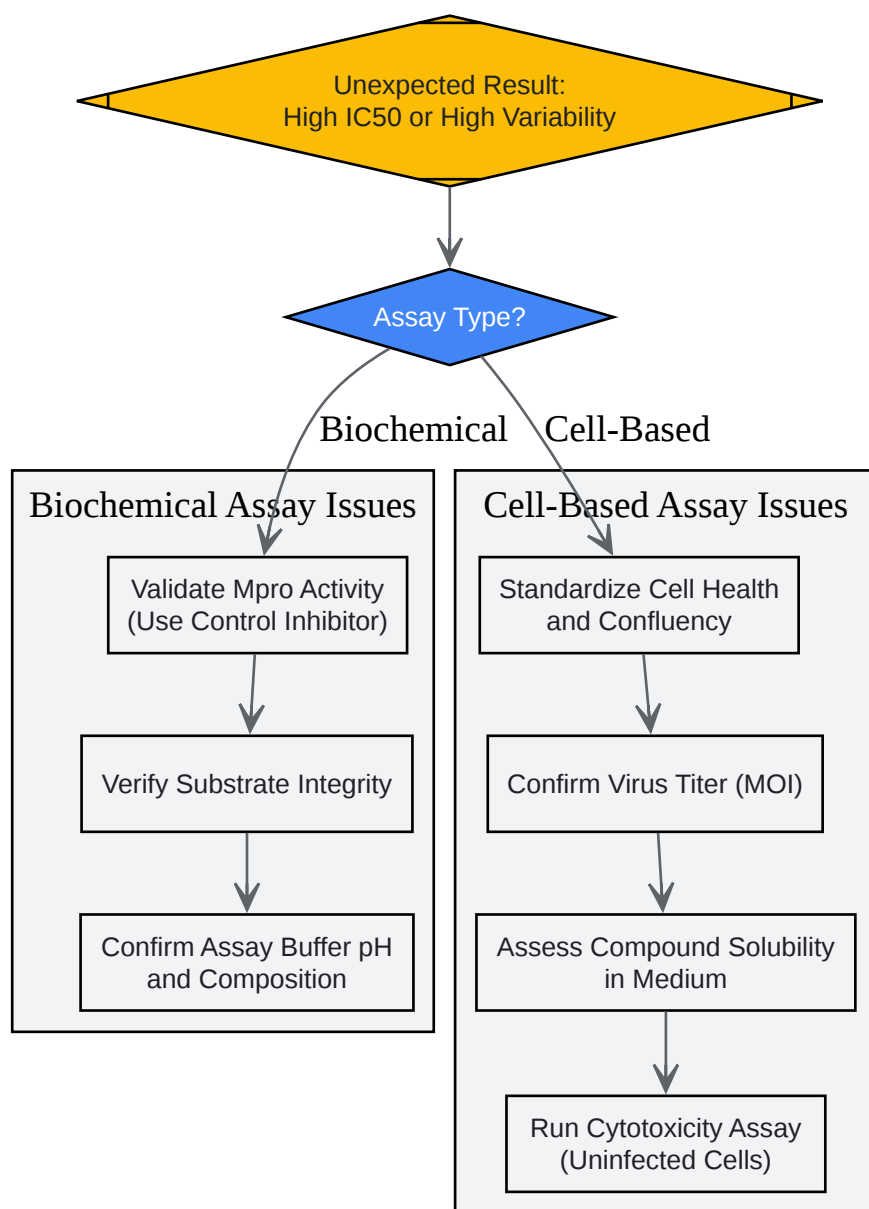 Unexpected Result:
High IC50 or High Variability
Assay Type?
Biochemical
Cell-Based
Biochemical Assay Issues
Validate Mpro Activity
(Use Control Inhibitor)
Verify Substrate Integrity
Confirm Assay Buffer pH
and Composition
Cell-Based Assay Issues
Standardize Cell Health
and Confluency
Confirm Virus Titer (MOI)
Assess Compound Solubility
in Medium
Run Cytotoxicity Assay
(Uninfected Cells)